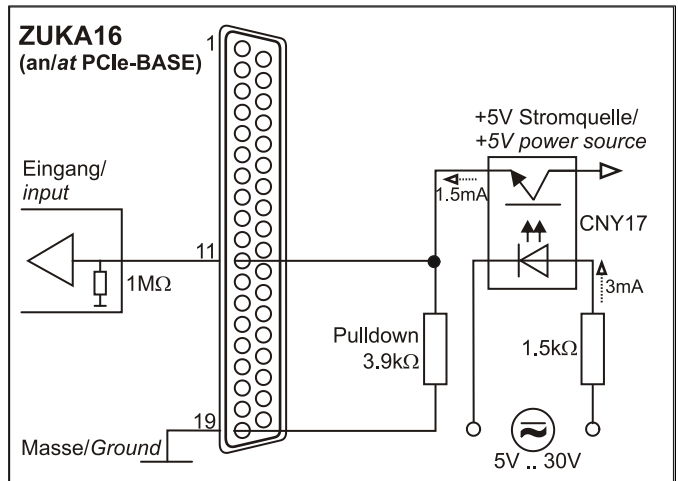 ZUKA16
(an/at PCIe-BASE)
1
+5V Stromquelle/
+5V power source
Eingang/
input
1.5mA
CNY17
11
1MΩ
3mA
Pulldown
3.9kΩ
1.5kΩ
19
Masse/Ground
5V .. 30V